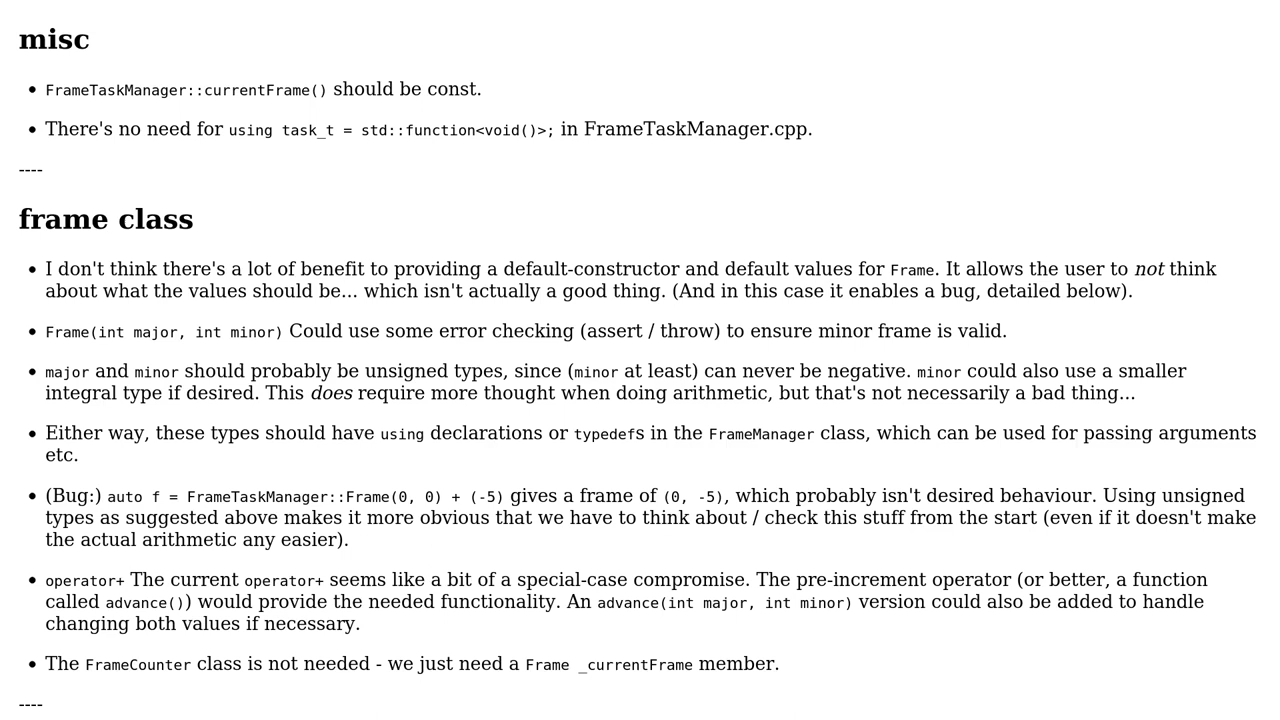 misc
• FrameTaskManager::currentFrame() should be const.
• There's no need for using task_t = std::function<void()>; in FrameTaskManager.cpp.
----
frame class
• I don't think there's a lot of benefit to providing a default-constructor and default values for Frame. It allows the user to not think
about what the values should be... which isn't actually a good thing. (And in this case it enables a bug, detailed below).
• Frame(int major, int minor) Could use some error checking (assert / throw) to ensure minor frame is valid.
• major and minor should probably be unsigned types, since (minor at least) can never be negative. minor could also use a smaller
integral type if desired. This does require more thought when doing arithmetic, but that's not necessarily a bad thing...
• Either way, these types should have using declarations or typedefs in the FrameManager class, which can be used for passing arguments
etc.
• (Bug:) auto f = FrameTaskManager::Frame(0, 0) + (-5) gives a frame of (0, -5), which probably isn't desired behaviour. Using unsigned
types as suggested above makes it more obvious that we have to think about / check this stuff from the start (even if it doesn't make
the actual arithmetic any easier).
• operator+ The current operator+ seems like a bit of a special-case compromise. The pre-increment operator (or better, a function
called advance()) would provide the needed functionality. An advance(int major, int minor) version could also be added to handle
changing both values if necessary.
• The FrameCounter class is not needed - we just need a Frame _currentFrame member.
----